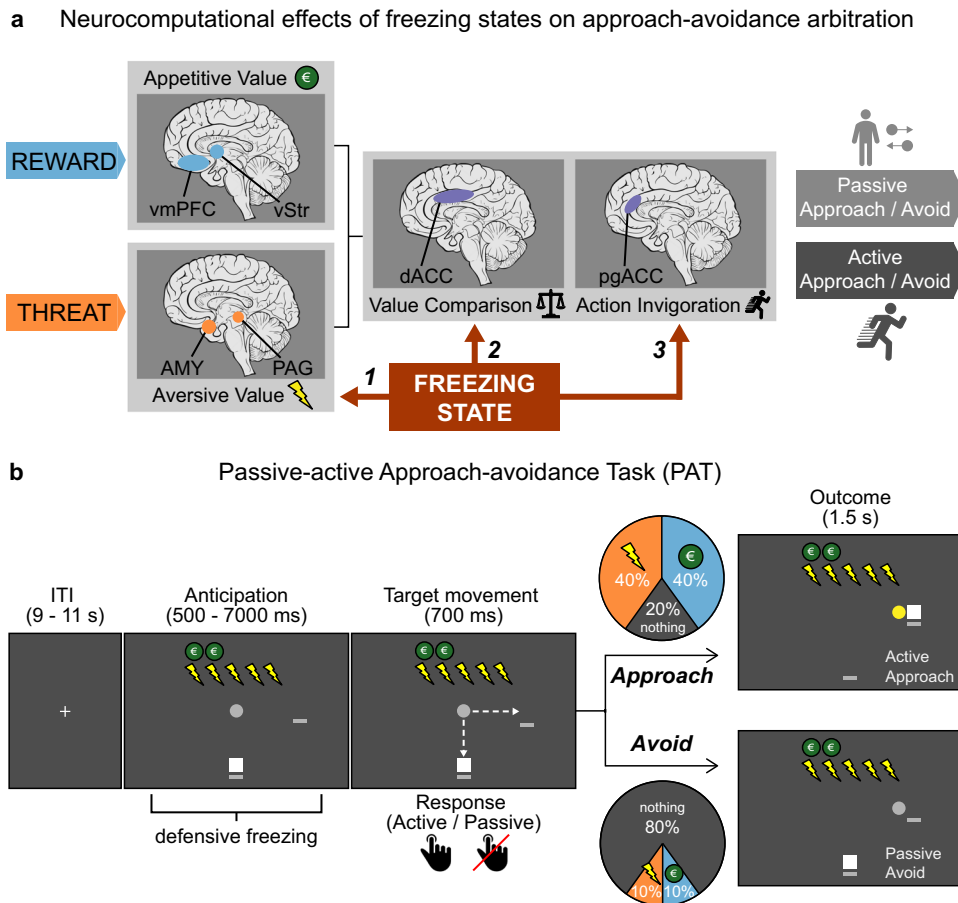 a Neurocomputational effects of freezing states on approach-avoidance arbitration
Appetitive Value €
REWARD
vmPFC
vStr
THREAT
AMY
PAG
Aversive Value
dACC
Value Comparison
pgACC
Action Invigoration
Passive
Approach / Avoid
Active
Approach / Avoid
1
2
3
FREEZING
STATE
b Passive-active Approach-avoidance Task (PAT)
ITI
(9 - 11 s)
+
Anticipation
(500 - 7000 ms)
€ €
defensive freezing
Target movement
(700 ms)
€ €
Response
(Active / Passive)
40%
€
40%
20%
nothing
Approach
Avoid
nothing
80%
10%
€
10%
Outcome
(1.5 s)
€ €
Active
Approach
€ €
Passive
Avoid